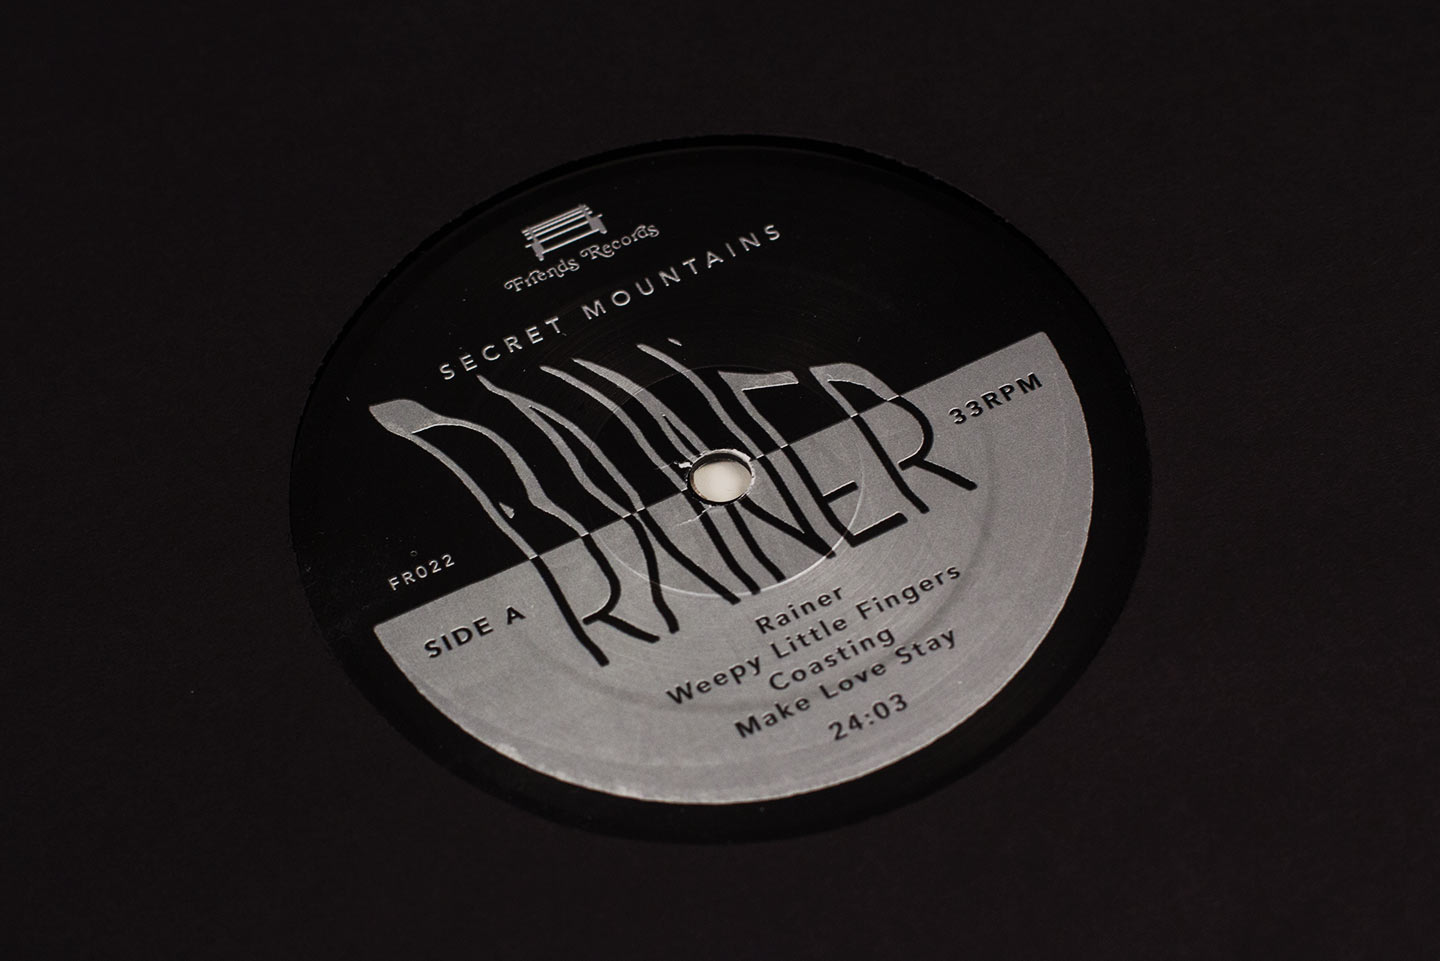 Friends Records
SECRET MOUNTAINS
RAINER
33RPM
FR022
SIDE A
Rainer
Weepy Little Fingers
Coasting
Make Love Stay
24:03